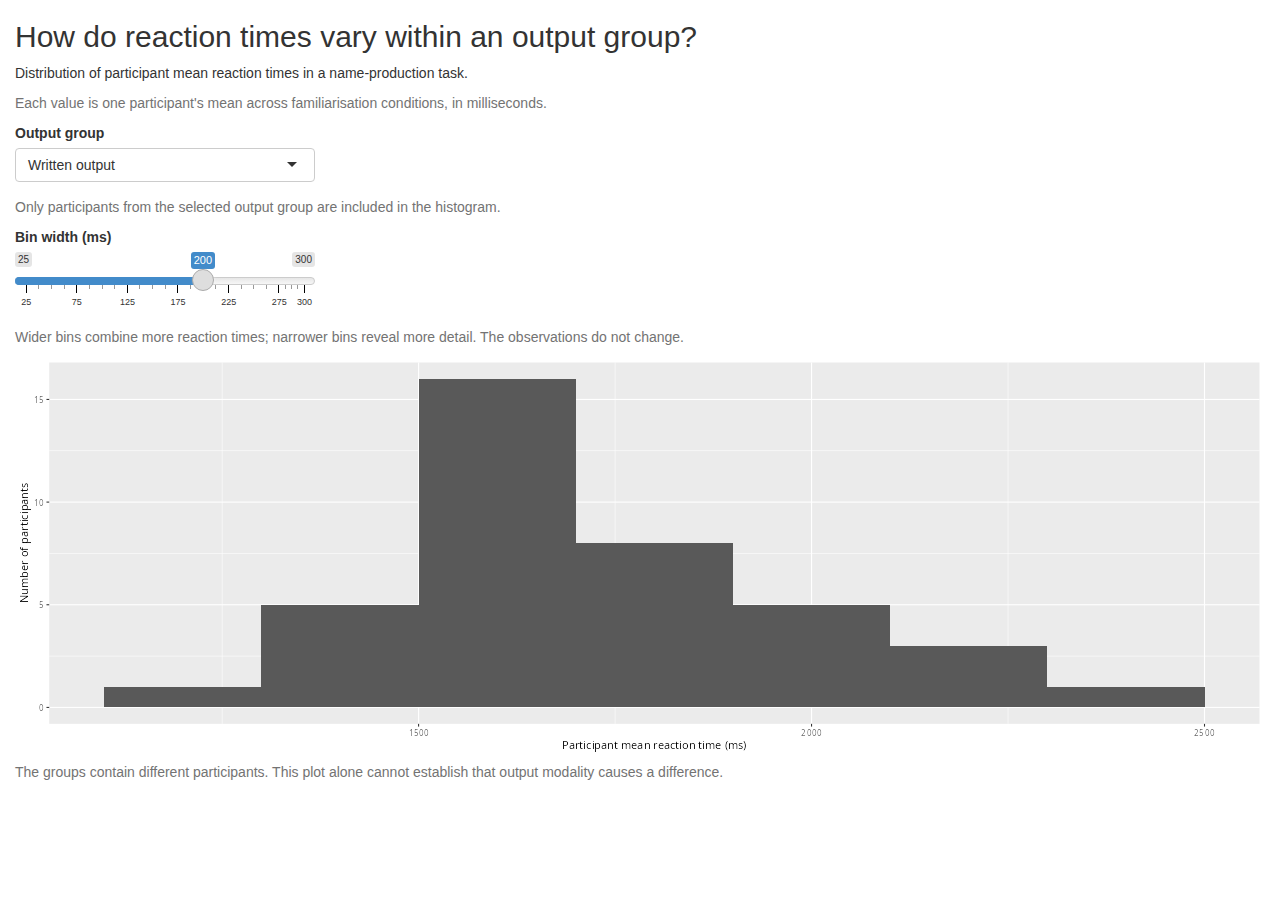 How do reaction times vary within an output group?
Distribution of participant mean reaction times in a name-production task.
Each value is one participant's mean across familiarisation conditions, in milliseconds.
Output group
Written output
Only participants from the selected output group are included in the histogram.
Bin width (ms)
25 200 300
25 75 125 175 225 275 300
Wider bins combine more reaction times; narrower bins reveal more detail. The observations do not change.
Number of participants
15
10
5
0
1500 2000 2500
Participant mean reaction time (ms)
The groups contain different participants. This plot alone cannot establish that output modality causes a difference.